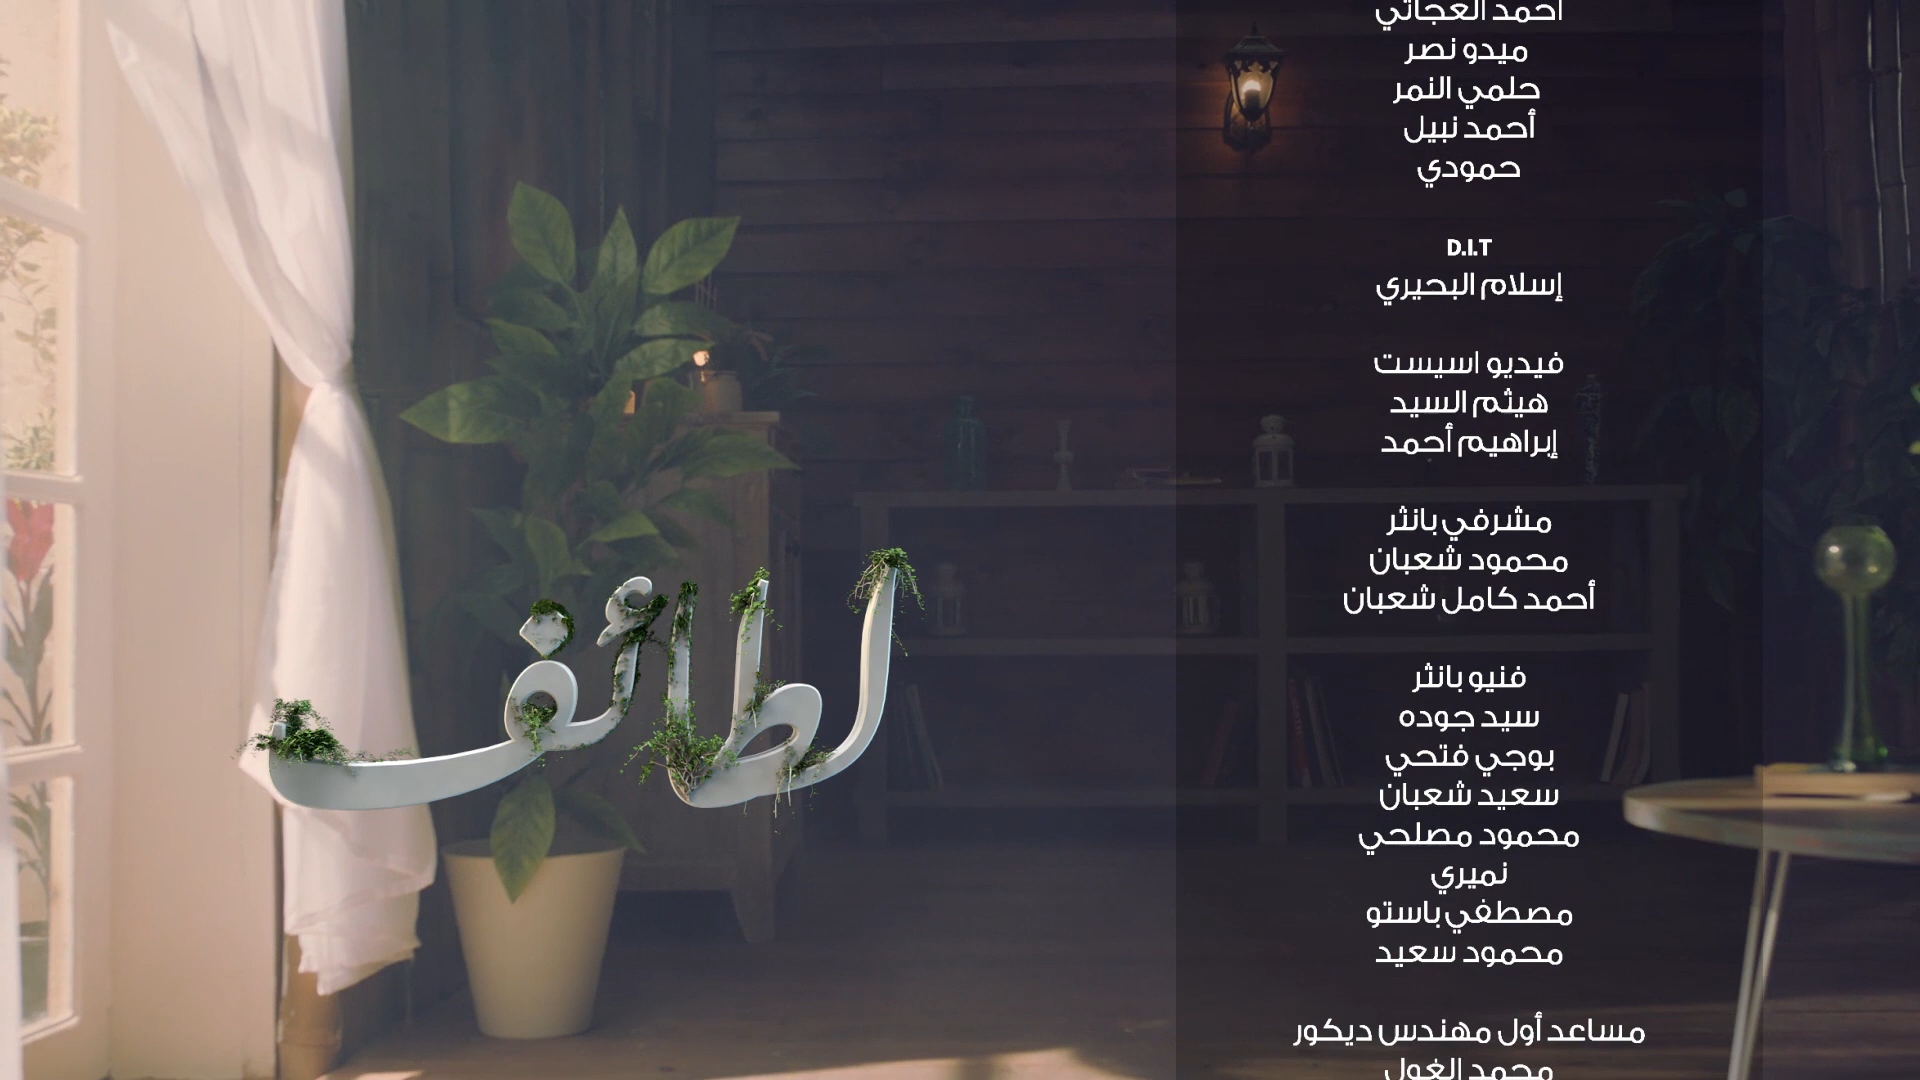 أحمد العجاتي
ميدو نصر
حلمي النمر
أحمد نبيل
حمودي
D.I.T
إسلام البحيري
فيديو اسيست
هيثم السيد
إبراهيم أحمد
مشرفي بانثر
محمود شعبان
أحمد كامل شعبان
فنيو بانثر
سيد جوده
بوجي فتحي
سعيد شعبان
محمود مصلحي
نميري
مصطفي باستو
محمود سعيد
مساعد أول مهندس ديكور
محمد الغول
لطائف